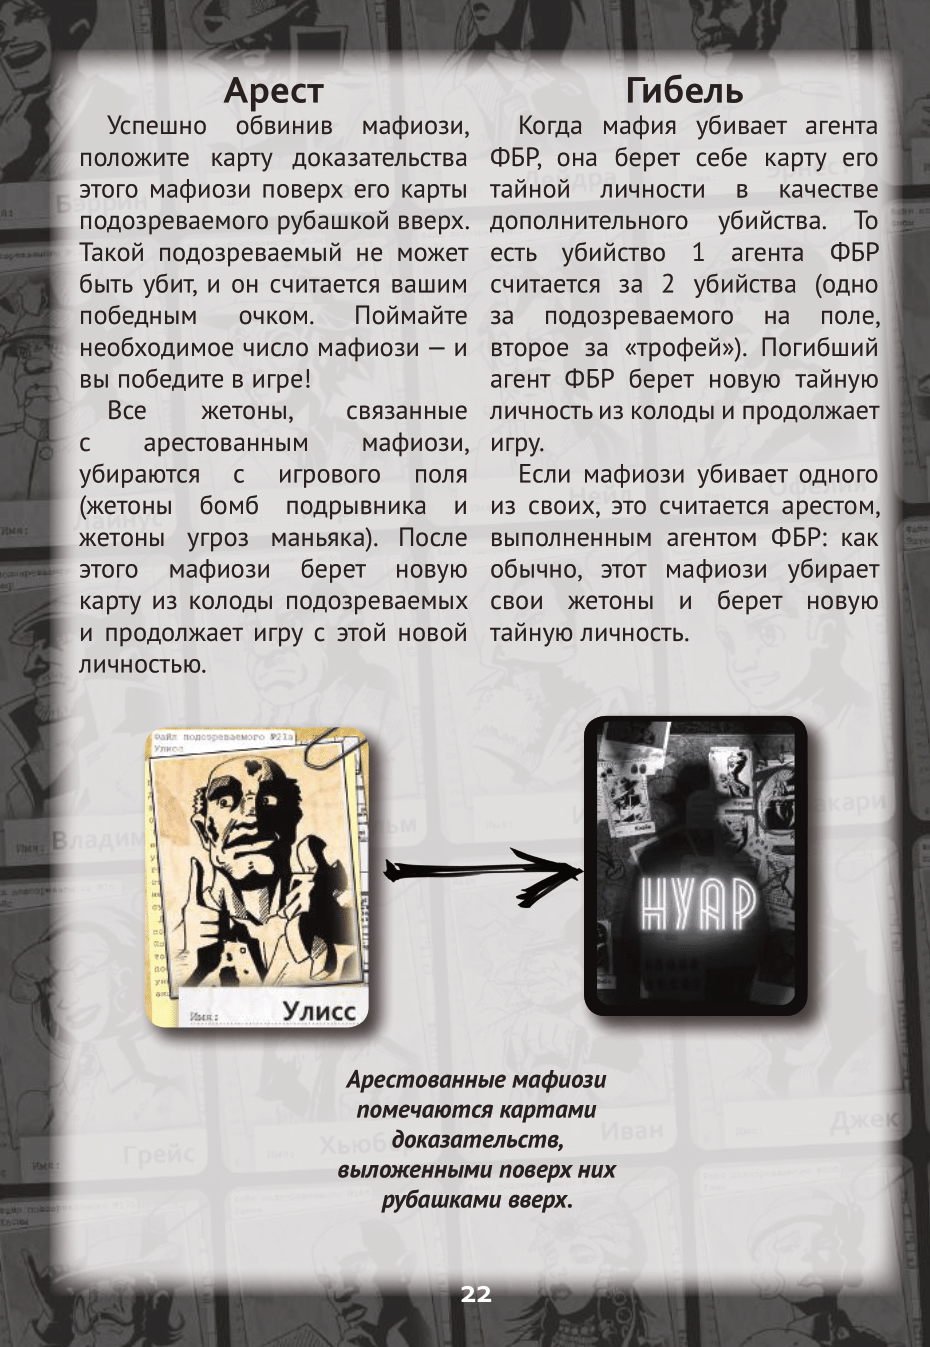 Арест
Успешно обвинив мафиози,
положите карту доказательства
этого мафиози поверх его карты
подозреваемого рубашкой вверх.
Такой подозреваемый не может
быть убит, и он считается вашим
победным очком. Поймайте
необходимое число мафиози — и
вы победите в игре!
Все жетоны, связанные
с арестованным мафиози,
убираются с игрового поля
(жетоны бомб подрывника и
жетоны угроз маньяка). После
этого мафиози берет новую
карту из колоды подозреваемых
и продолжает игру с этой новой
личностью.
Гибель
Когда мафия убивает агента
ФБР, она берет себе карту его
тайной личности в качестве
дополнительного убийства. То
есть убийство 1 агента ФБР
считается за 2 убийства (одно
за подозреваемого на поле,
второе за «трофей»). Погибший
агент ФБР берет новую тайную
личность из колоды и продолжает
игру.
Если мафиози убивает одного
из своих, это считается арестом,
выполненным агентом ФБР: как
обычно, этот мафиози убирает
свои жетоны и берет новую
тайную личность.
Файл подозреваемого №21а
Улисс
Имя: Улисс
НУАР
Арестованные мафиози
помечаются картами
доказательств,
выложенными поверх них
рубашками вверх.
Грейс
Иван
Джек
22